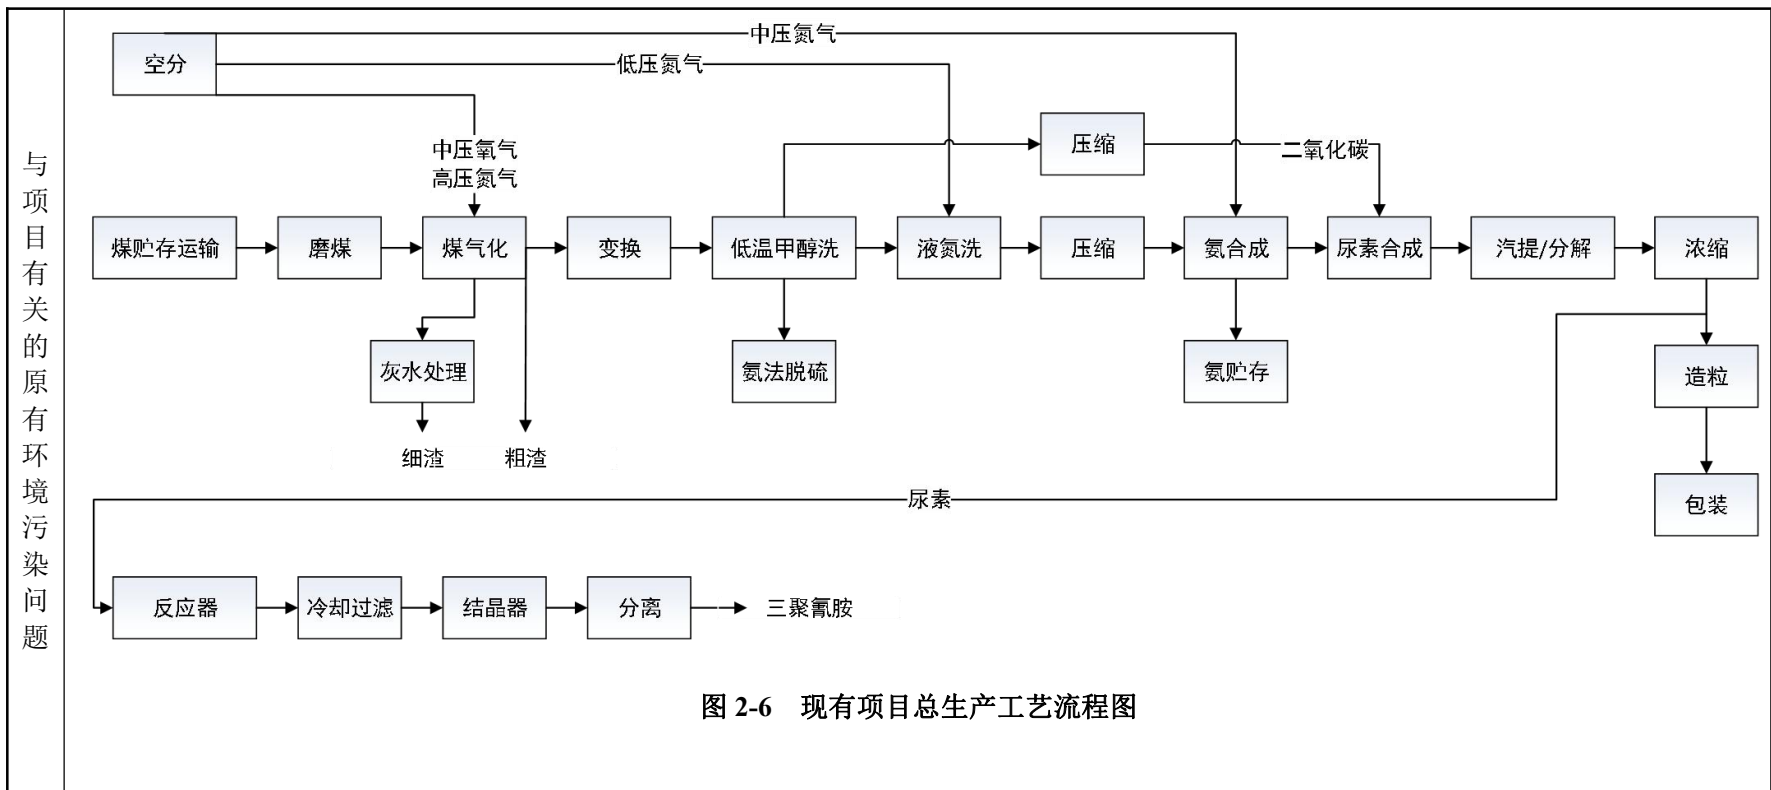 与项目有关的原有环境污染问题
中压氮气
空分
低压氮气
中压氧气
高压氮气
压缩
二氧化碳
煤贮存运输
磨煤
煤气化
变换
低温甲醇洗
液氮洗
压缩
氨合成
尿素合成
汽提/分解
浓缩
灰水处理
氨法脱硫
氨贮存
造粒
细渣
粗渣
尿素
包装
反应器
冷却过滤
结晶器
分离
三聚氰胺
图 2-6 现有项目总生产工艺流程图